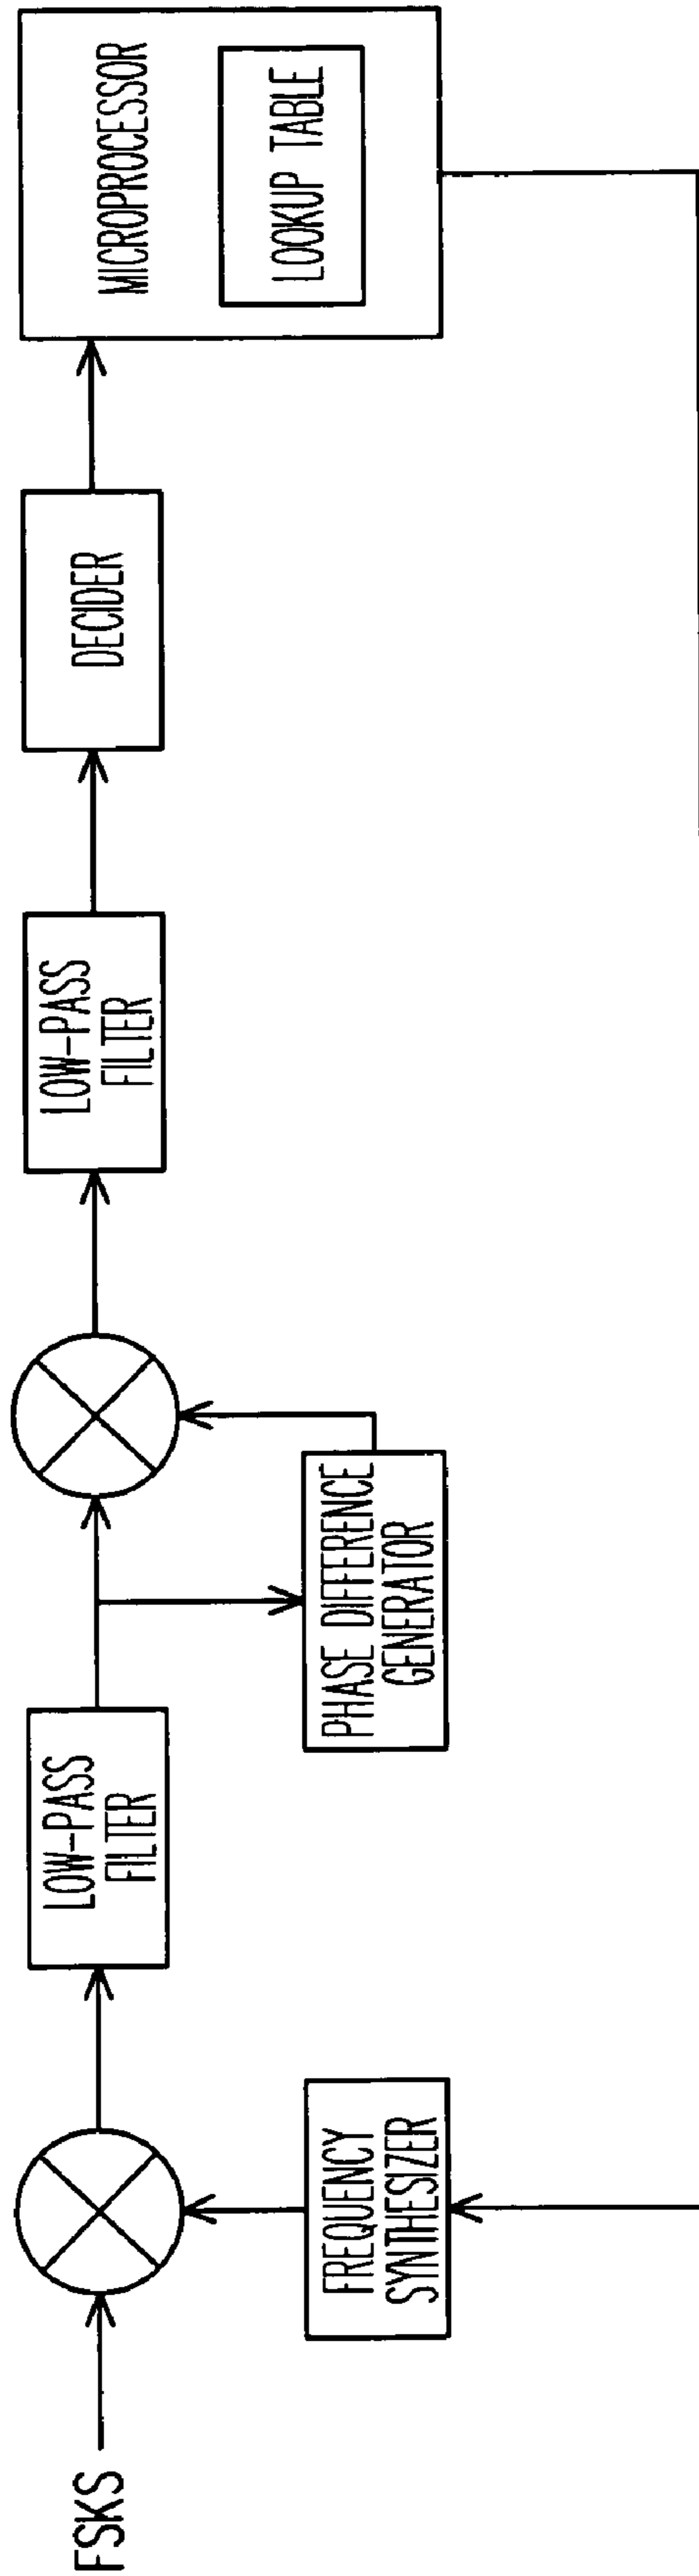 FSKS
FREQUENCY
SYNTHESIZER
LOW-PASS
FILTER
PHASE DIFFERENCE
GENERATOR
LOW-PASS
FILTER
DECIDER
MICROPROCESSOR
LOOKUP TABLE